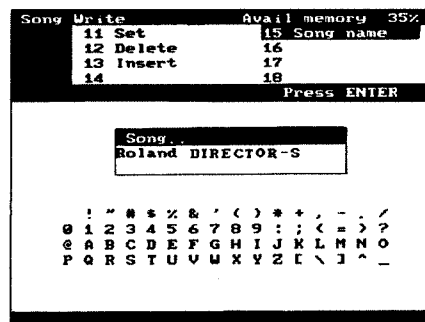 Song Write Avail memory 35%
11 Set 15 Song name
12 Delete 16
13 Insert 17
14 18
Press ENTER
Song..
Roland DIRECTOR-S
! " # $ % & ' ( ) * + , - . /
0 1 2 3 4 5 6 7 8 9 : ; < = > ?
@ A B C D E F G H I J K L M N O
P Q R S T U V W X Y Z [ \ ] ^ _